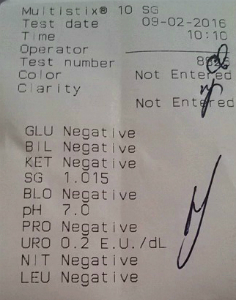 Multistix® 10 SG
Test date 09-02-2016
Time 10:10
Operator
Test number
Color Not Entered
Clarity
Not Entered
GLU Negative
BIL Negative
KET Negative
SG 1.015
BLO Negative
pH 7.0
PRO Negative
URO 0.2 E.U./dL
NIT Negative
LEU Negative